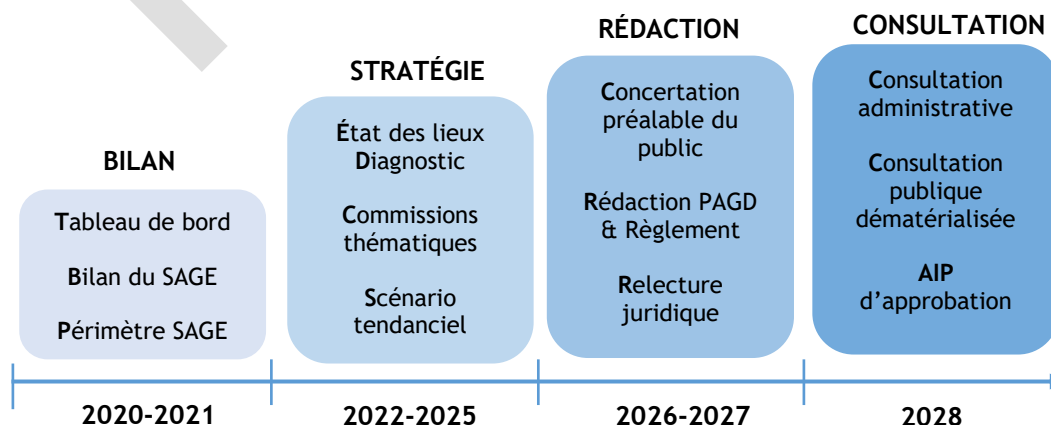 BILAN
Tableau de bord
Bilan du SAGE
Périmètre SAGE
2020-2021
STRATÉGIE
État des lieux
Diagnostic
Commissions
thématiques
Scénario
tendanciel
2022-2025
RÉDACTION
Concertation
préalable du
public
Rédaction PAGD
& Règlement
Relecture
juridique
2026-2027
CONSULTATION
Consultation
administrative
Consultation
publique
dématérialisée
AIP
d’approbation
2028